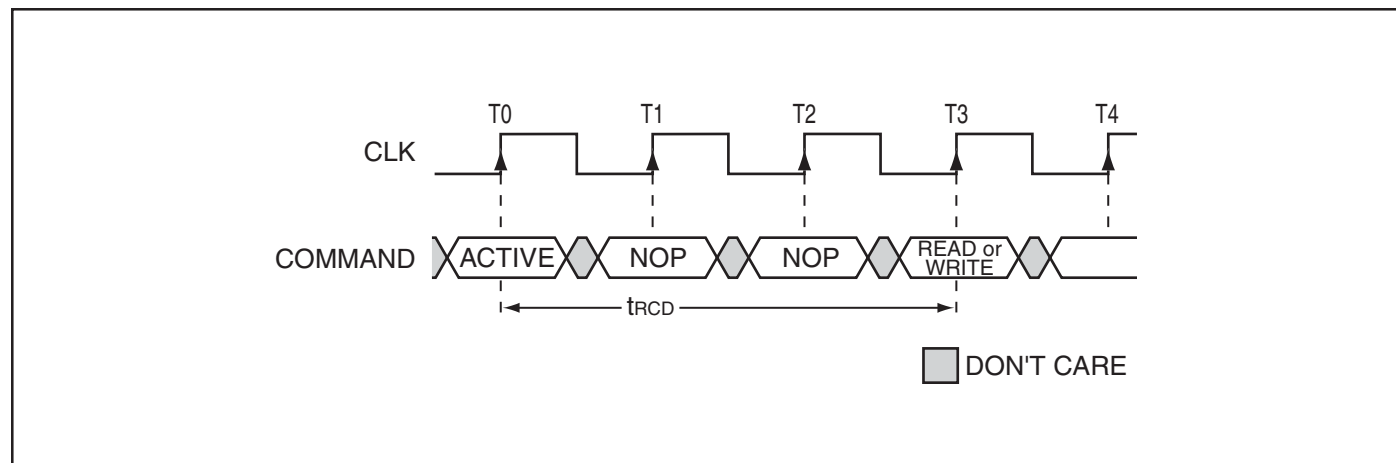 T0 T1 T2 T3 T4
CLK
COMMAND ACTIVE NOP NOP READ or
WRITE
tRCD
DON'T CARE